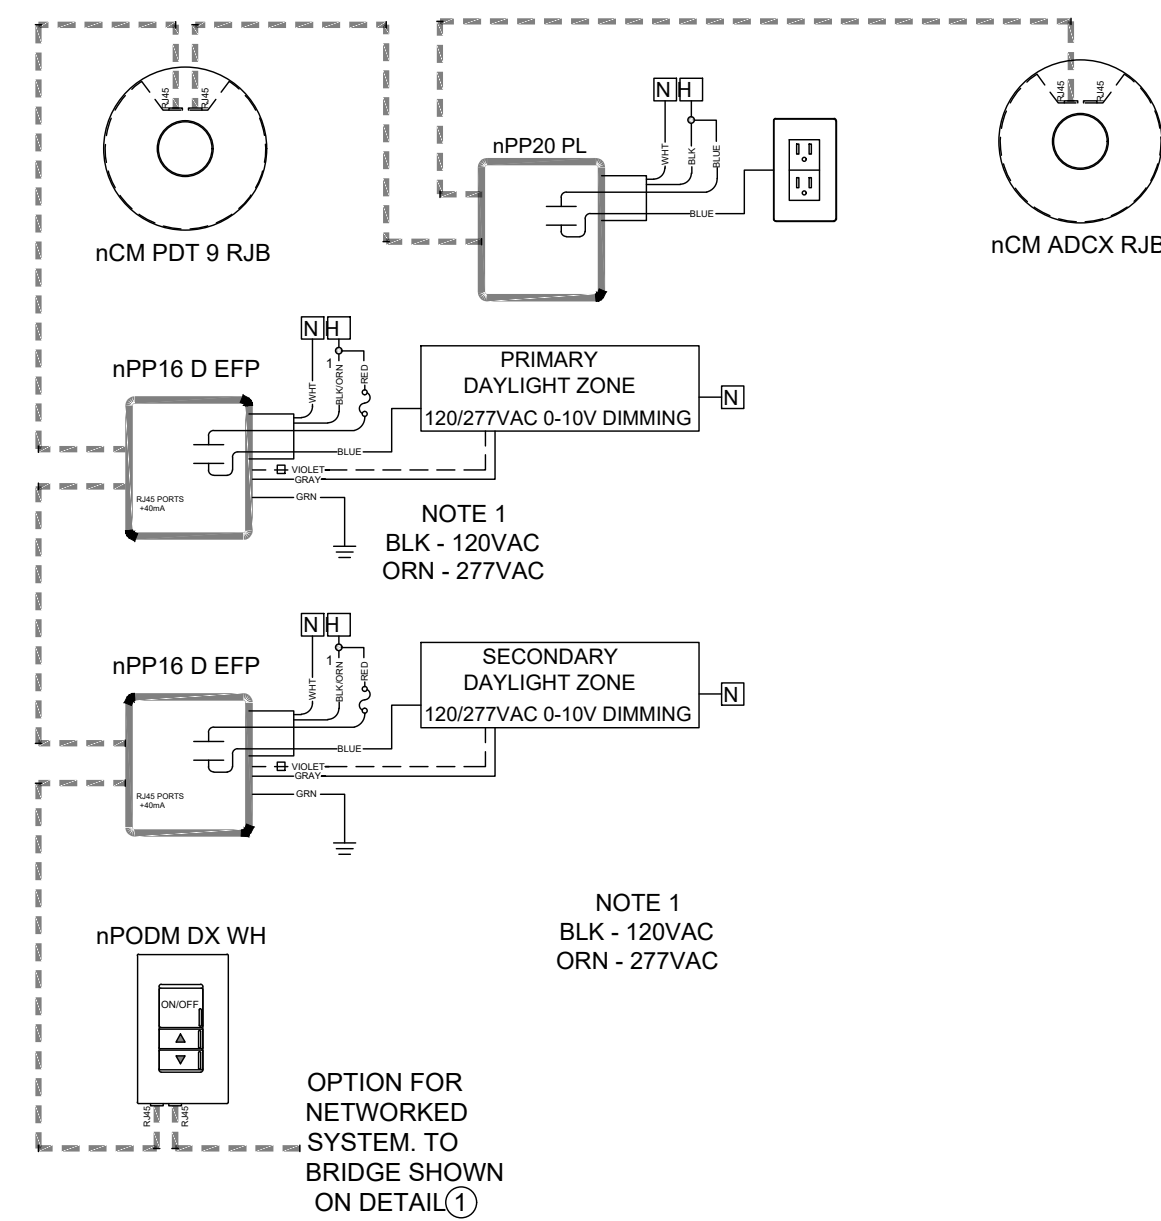 RJ45
RJ45
nCM PDT 9 RJB
nPP20 PL
N
H
WHT
BLK
BLUE
BLUE
RJ45
RJ45
nCM ADCX RJB
nPP16 D EFP
N
H
1
WHT
BLK/ORN
RED
BLUE
VIOLET
GRAY
GRN
RJ45 PORTS
+40mA
PRIMARY
DAYLIGHT ZONE
120/277VAC 0-10V DIMMING
N
NOTE 1
BLK - 120VAC
ORN - 277VAC
nPP16 D EFP
N
H
1
WHT
BLK/ORN
RED
BLUE
VIOLET
GRAY
GRN
RJ45 PORTS
+40mA
SECONDARY
DAYLIGHT ZONE
120/277VAC 0-10V DIMMING
N
NOTE 1
BLK - 120VAC
ORN - 277VAC
nPODM DX WH
ON/OFF
RJ45
RJ45
OPTION FOR
NETWORKED
SYSTEM. TO
BRIDGE SHOWN
ON DETAIL 1